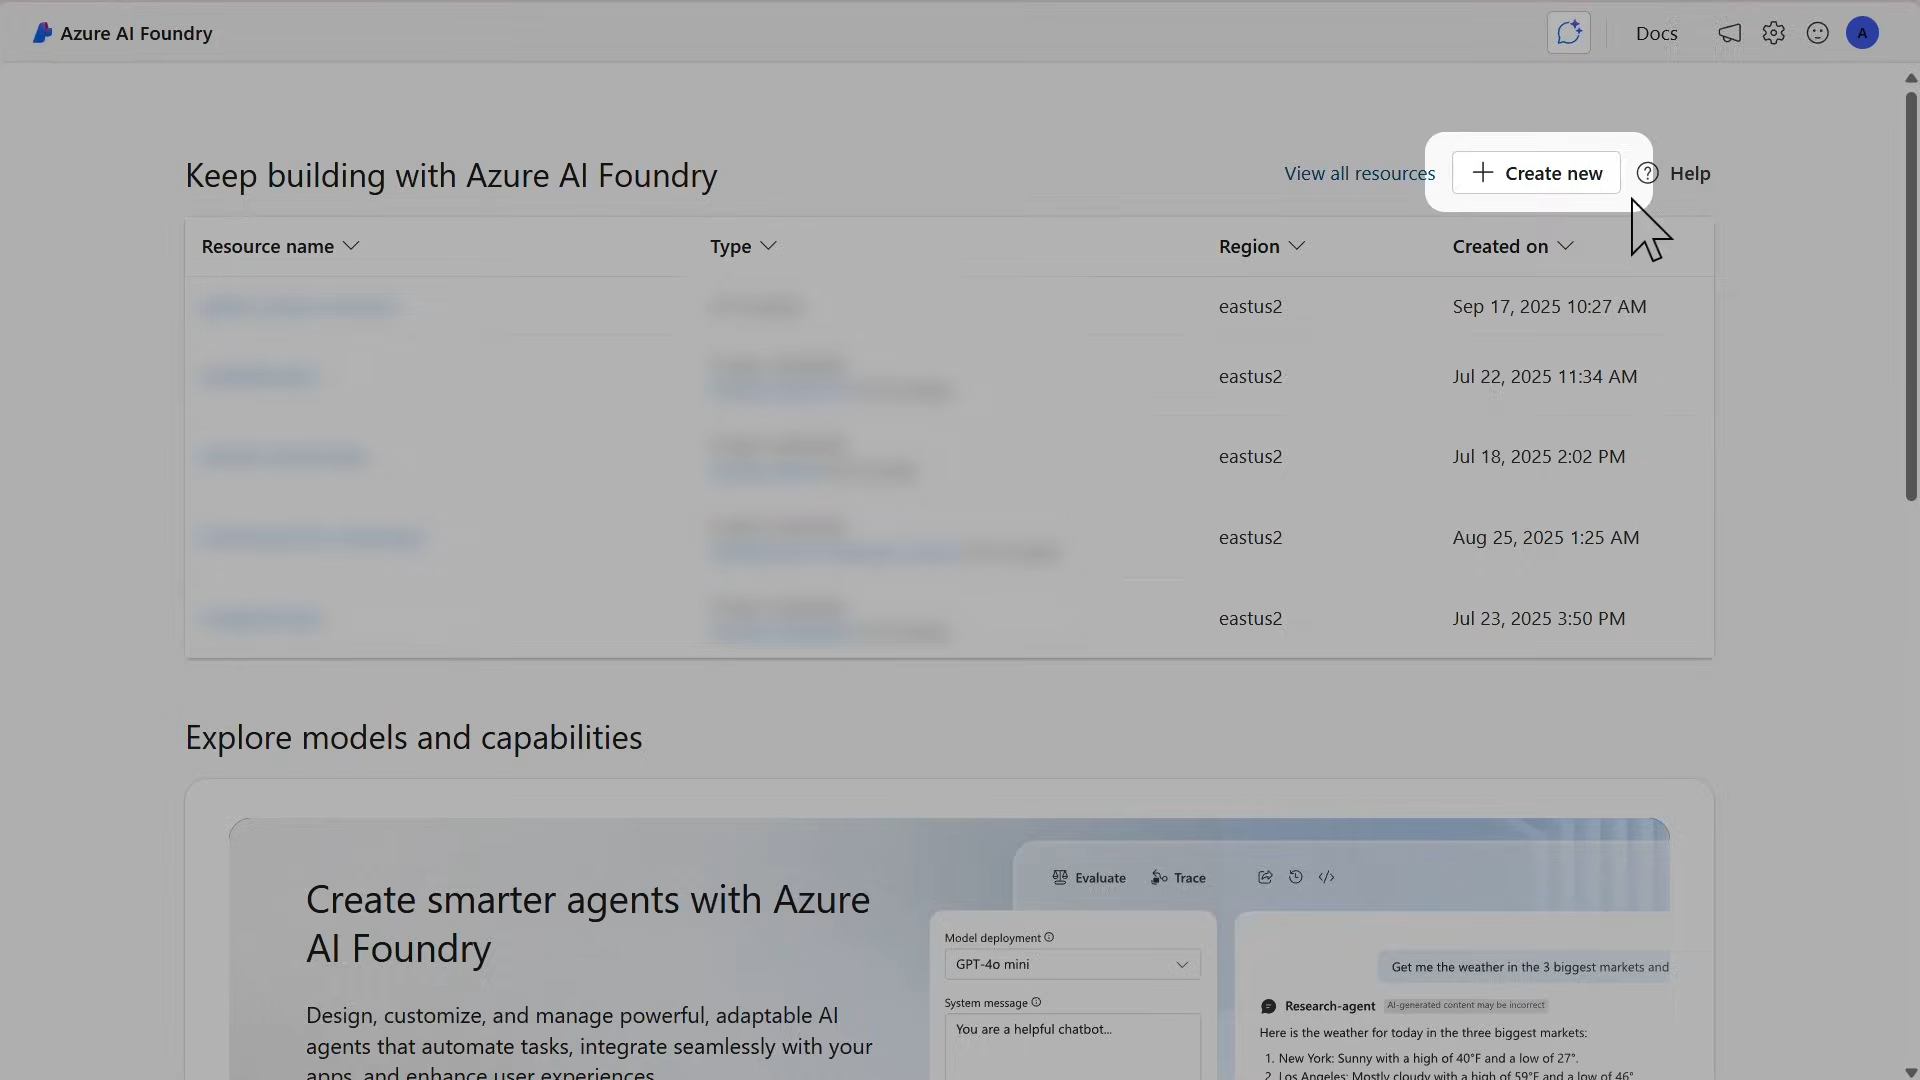 Azure AI Foundry
Docs
A
Keep building with Azure AI Foundry
View all resources
Create new
Help
Resource name
Type
Region
Created on
eastus2
Sep 17, 2025 10:27 AM
eastus2
Jul 22, 2025 11:34 AM
eastus2
Jul 18, 2025 2:02 PM
eastus2
Aug 25, 2025 1:25 AM
eastus2
Jul 23, 2025 3:50 PM
Explore models and capabilities
Create smarter agents with Azure
AI Foundry
Design, customize, and manage powerful, adaptable AI
agents that automate tasks, integrate seamlessly with your
apps, and enhance user experiences.
Evaluate
Trace
Model deployment
GPT-4o mini
System message
You are a helpful chatbot...
Get me the weather in the 3 biggest markets and
Research-agent
AI-generated content may be incorrect
Here is the weather for today in the three biggest markets:
1. New York: Sunny with a high of 40°F and a low of 27°.
2. Los Angeles: Mostly cloudy with a high of 59°F and a low of 46°